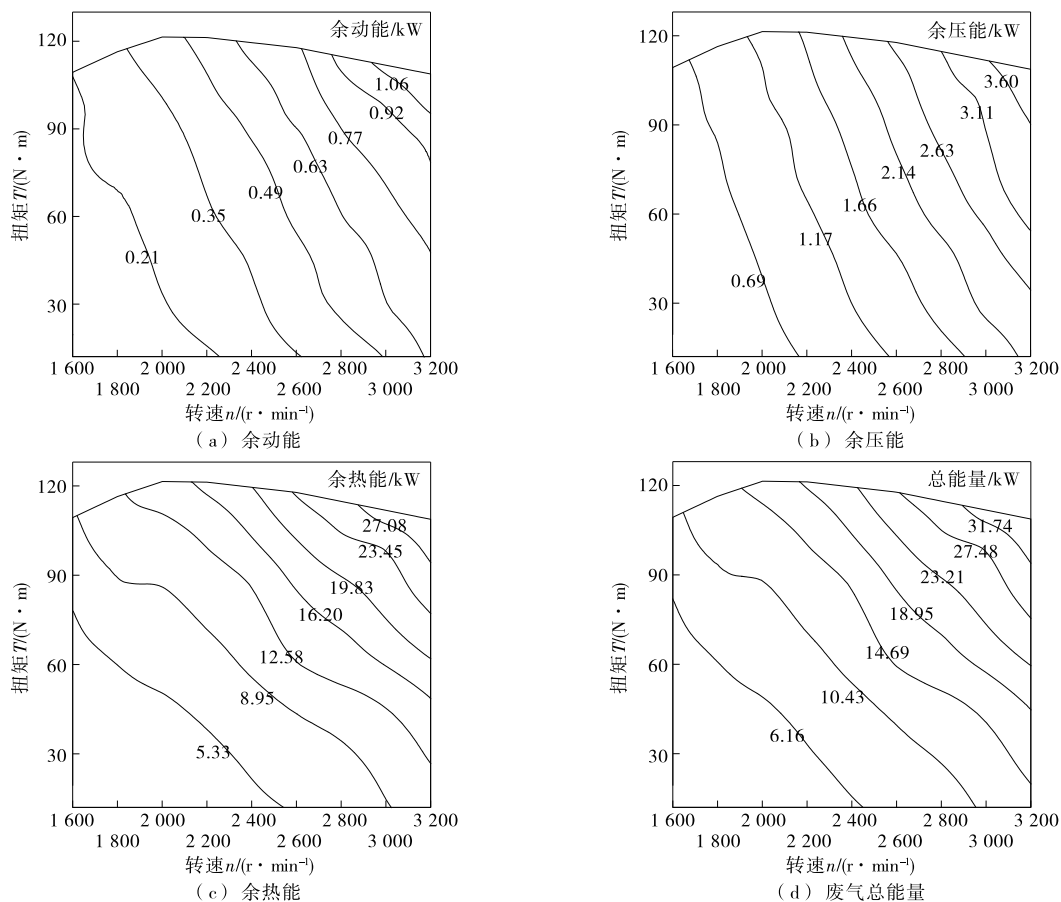 余动能/kW
120
90
60
30
扭矩T/(N·m)
1.06
0.92
0.77
0.63
0.49
0.35
0.21
1 600 2 000 2 400 2 800 3 200
1 800 2 200 2 600 3 000
转速n/(r·min⁻¹)
(a) 余动能
余压能/kW
120
90
60
30
扭矩T/(N·m)
3.60
3.11
2.63
2.14
1.66
1.17
0.69
1 600 2 000 2 400 2 800 3 200
1 800 2 200 2 600 3 000
转速n/(r·min⁻¹)
(b) 余压能
余热能/kW
120
90
60
30
扭矩T/(N·m)
27.08
23.45
19.83
16.20
12.58
8.95
5.33
1 600 2 000 2 400 2 800 3 200
1 800 2 200 2 600 3 000
转速n/(r·min⁻¹)
(c) 余热能
总能量/kW
120
90
60
30
扭矩T/(N·m)
31.74
27.48
23.21
18.95
14.69
10.43
6.16
1 600 2 000 2 400 2 800 3 200
1 800 2 200 2 600 3 000
转速n/(r·min⁻¹)
(d) 废气总能量